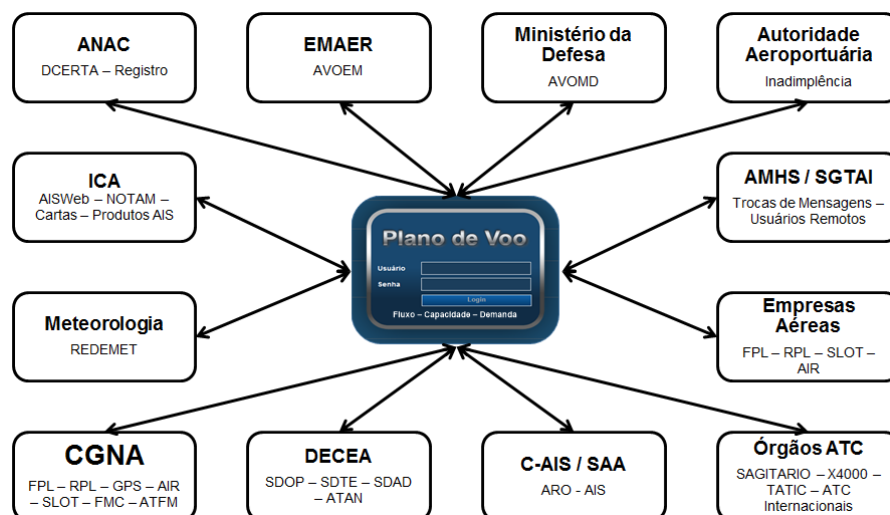 ANAC
DCERTA – Registro
EMAER
AVOEM
Ministério da
Defesa
AVOMD
Autoridade
Aeroportuária
Inadimplência
ICA
AISWeb – NOTAM –
Cartas – Produtos AIS
AMHS / SGTAI
Trocas de Mensagens –
Usuários Remotos
Plano de Voo
Usuário
Senha
Login
Fluxo – Capacidade – Demanda
Meteorologia
REDEMET
Empresas
Aéreas
FPL – RPL – SLOT –
AIR
CGNA
FPL – RPL – GPS – AIR
– SLOT – FMC – ATFM
DECEA
SDOP – SDTE – SDAD
– ATAN
C-AIS / SAA
ARO - AIS
Órgãos ATC
SAGITARIO – X4000 –
TATIC – ATC
Internacionais